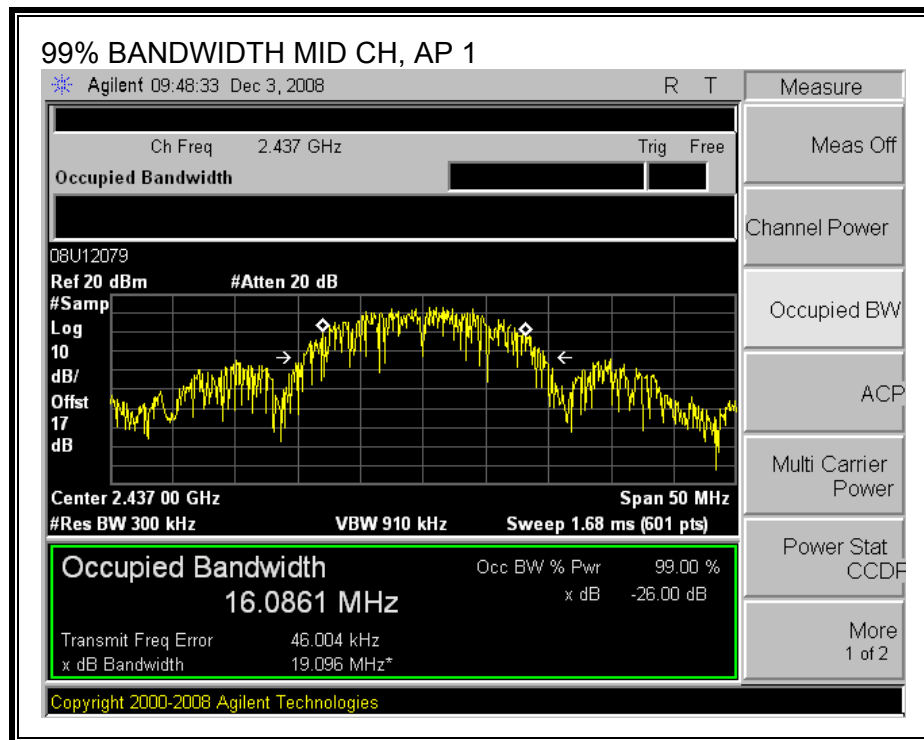 99% BANDWIDTH MID CH, AP 1
Agilent 09:48:33 Dec 3, 2008 R T
Measure
Ch Freq 2.437 GHz Trig Free
Occupied Bandwidth
Meas Off
Channel Power
Occupied BW
ACP
Multi Carrier
Power
Power Stat
CCDF
More
1 of 2
08U12079
Ref 20 dBm #Atten 20 dB
#Samp
Log
10
dB/
Offst
17
dB
Center 2.437 00 GHz Span 50 MHz
#Res BW 300 kHz VBW 910 kHz Sweep 1.68 ms (601 pts)
Occupied Bandwidth Occ BW % Pwr 99.00 %
16.0861 MHz x dB -26.00 dB
Transmit Freq Error 46.004 kHz
x dB Bandwidth 19.096 MHz*
Copyright 2000-2008 Agilent Technologies